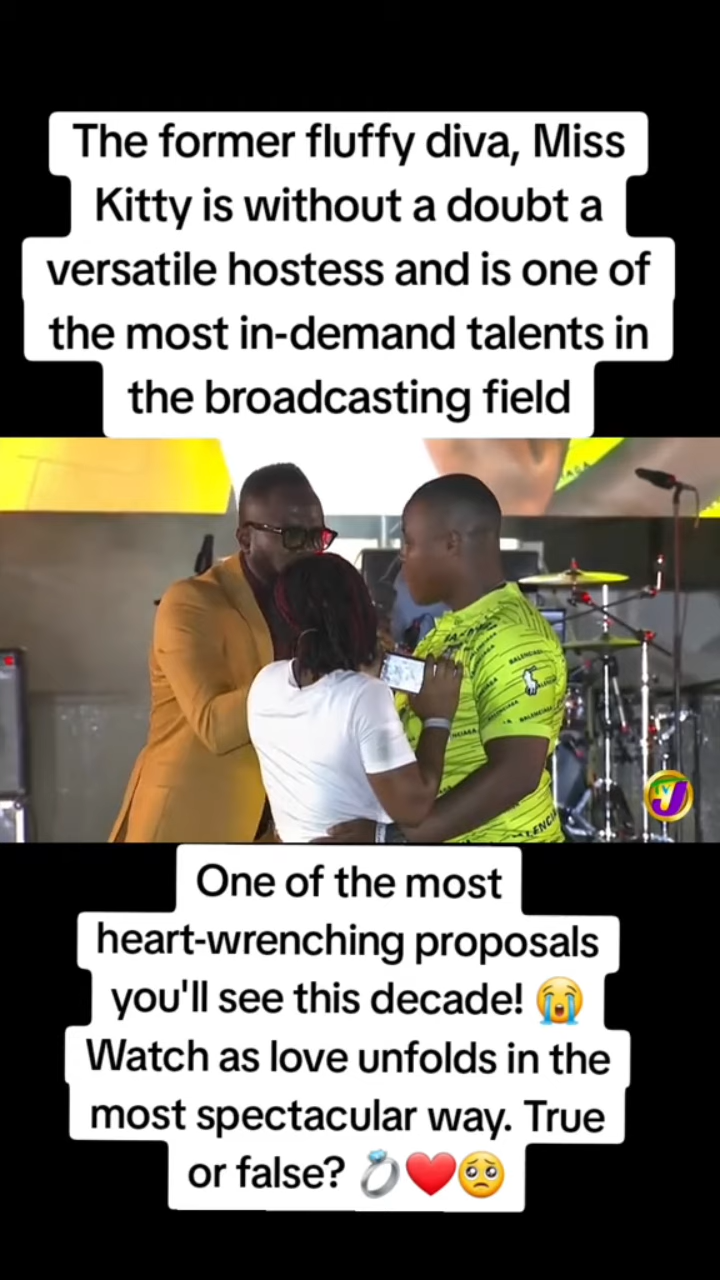 The former fluffy diva, Miss
Kitty is without a doubt a
versatile hostess and is one of
the most in-demand talents in
the broadcasting field
BALENCIAGA
TVJ
One of the most
heart-wrenching proposals
you'll see this decade! 😭
Watch as love unfolds in the
most spectacular way. True
or false? 💍❤️🥺